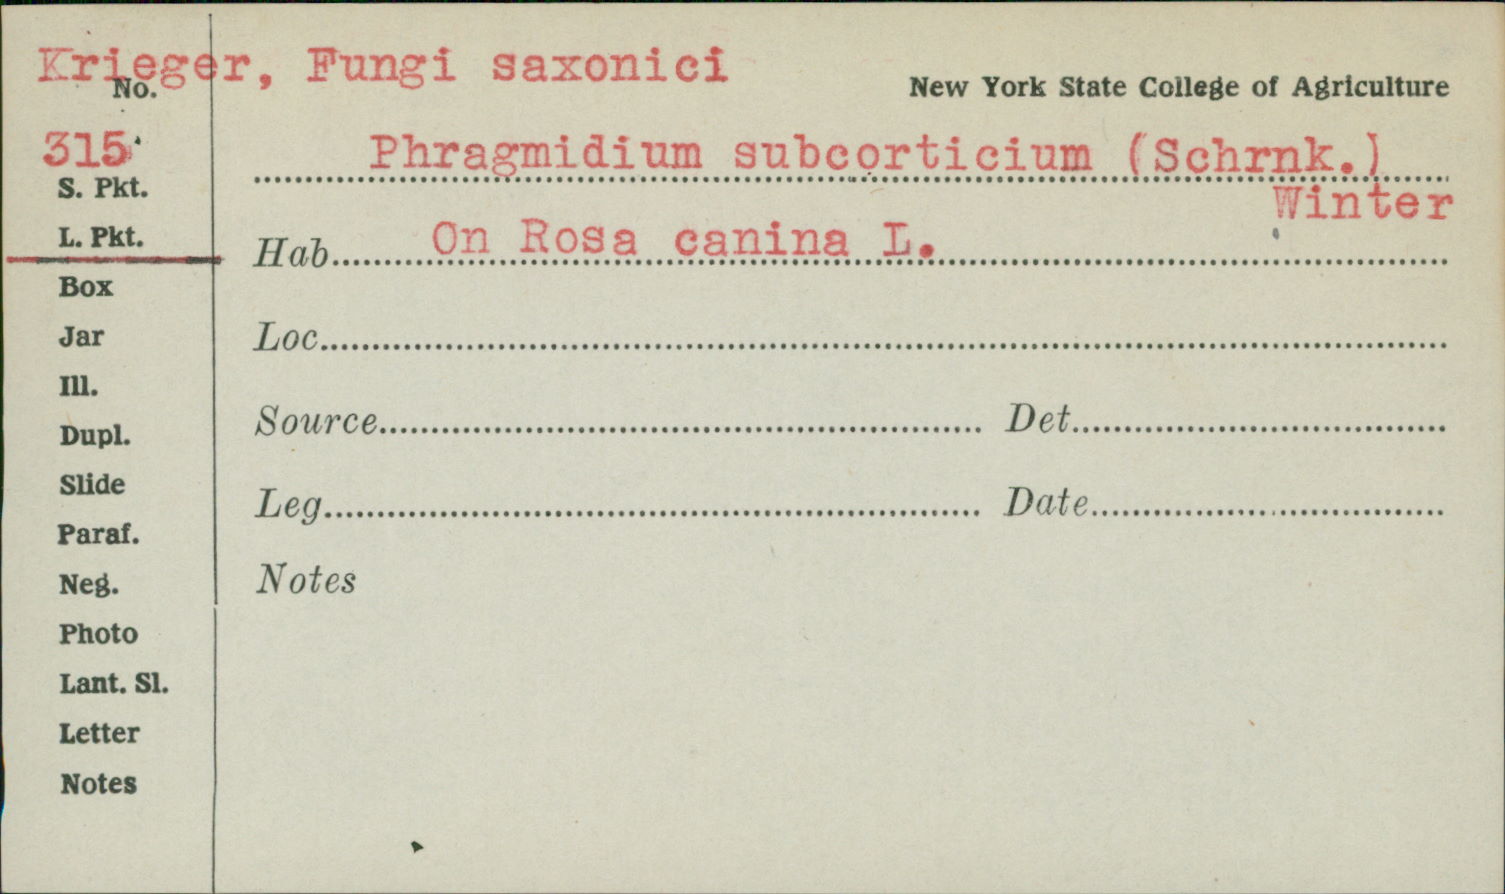 Krieger, Fungi saxonici
No.
New York State College of Agriculture
315
Phragmidium subcorticium (Schrnk.)
S. Pkt.
Winter
L. Pkt.
Hab. On Rosa canina L.
Box
Jar
Loc.
Ill.
Source Det.
Dupl.
Slide
Leg. Date
Paraf.
Neg.
Notes
Photo
Lant. Sl.
Letter
Notes